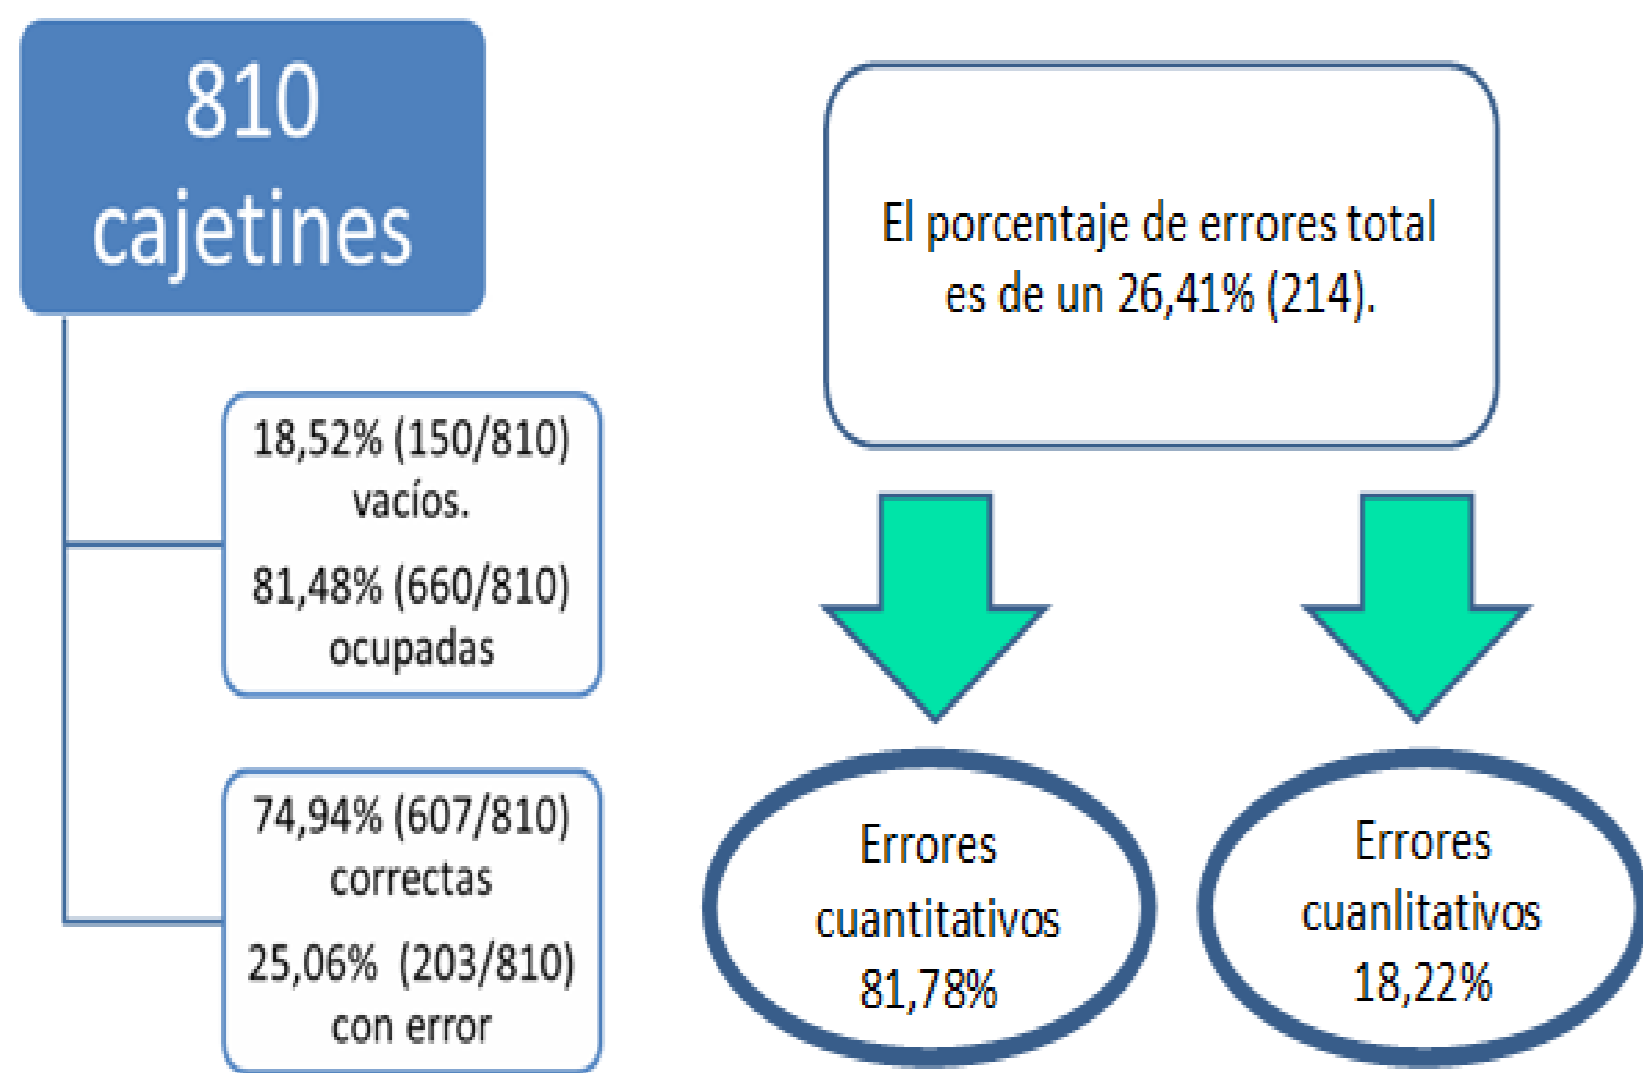 810
cajetines
18,52% (150/810)
vacíos.
81,48% (660/810)
ocupadas
74,94% (607/810)
correctas
25,06%  (203/810)
con error
El porcentaje de errores total
es de un 26,41% (214).
Errores
cuantitativos
81,78%
Errores
cuanlitativos
18,22%